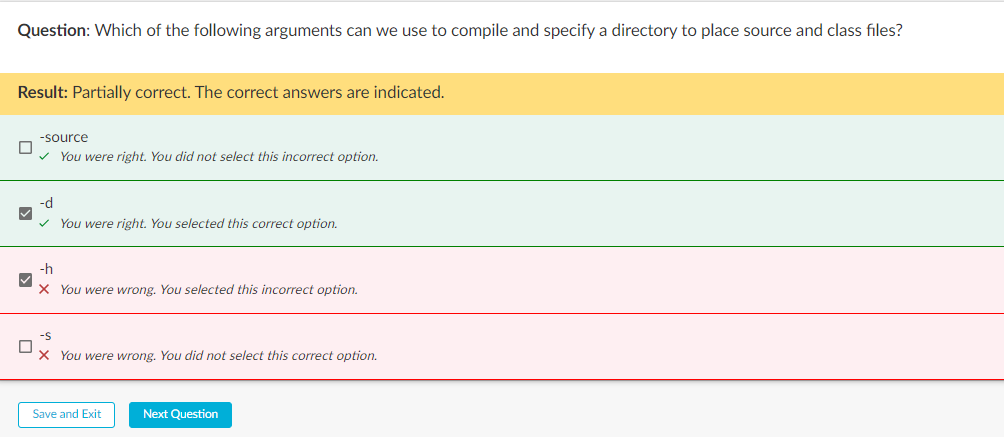 Question: Which of the following arguments can we use to compile and specify a directory to place source and class files?
Result: Partially correct. The correct answers are indicated.
-source
You were right. You did not select this incorrect option.
-d
You were right. You selected this correct option.
-h
You were wrong. You selected this incorrect option.
-s
You were wrong. You did not select this correct option.
Save and Exit
Next Question